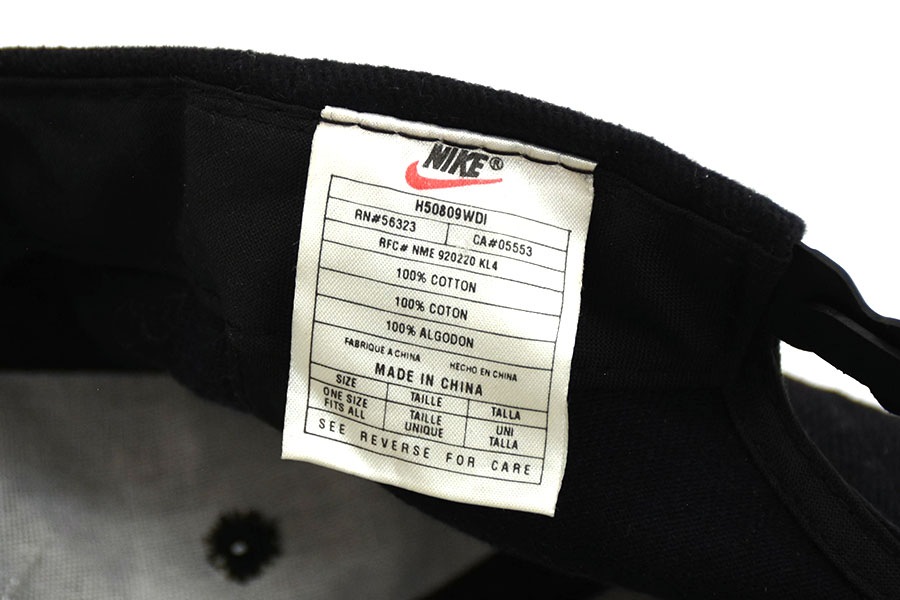 NIKE®
H50809WDI
RN#56323 CA#05553
RFC# NME 920220 KL4
100% COTTON
100% COTON
100% ALGODON
FABRIQUE A CHINA HECHO EN CHINA
MADE IN CHINA
SIZE TAILLE TALLA
ONE SIZE FITS ALL TAILLE UNIQUE UNI TALLA
SEE REVERSE FOR CARE